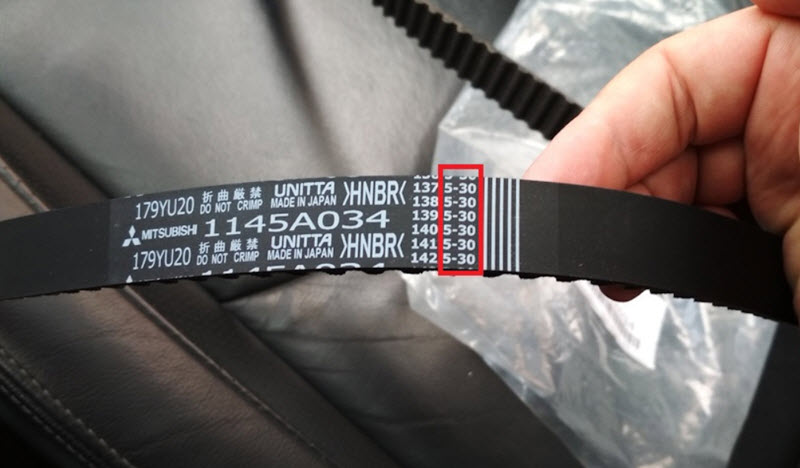 179YU20 折曲厳禁 DO NOT CRIMP UNITTA MADE IN JAPAN >HNBR<
MITSUBISHI 1145A034
179YU20 折曲厳禁 DO NOT CRIMP UNITTA MADE IN JAPAN >HNBR<
1375-30
1385-30
1395-30
1405-30
1415-30
1425-30